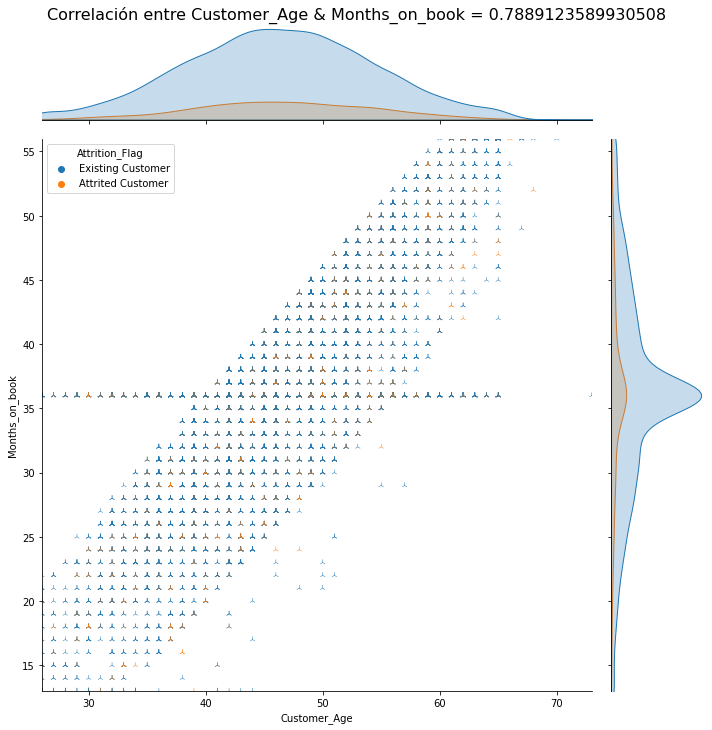 Correlación entre Customer_Age & Months_on_book = 0.7889123589930508
Attrition_Flag
Existing Customer
Attrited Customer
55
50
45
40
35
30
25
20
15
Months_on_book
30
40
50
60
70
Customer_Age